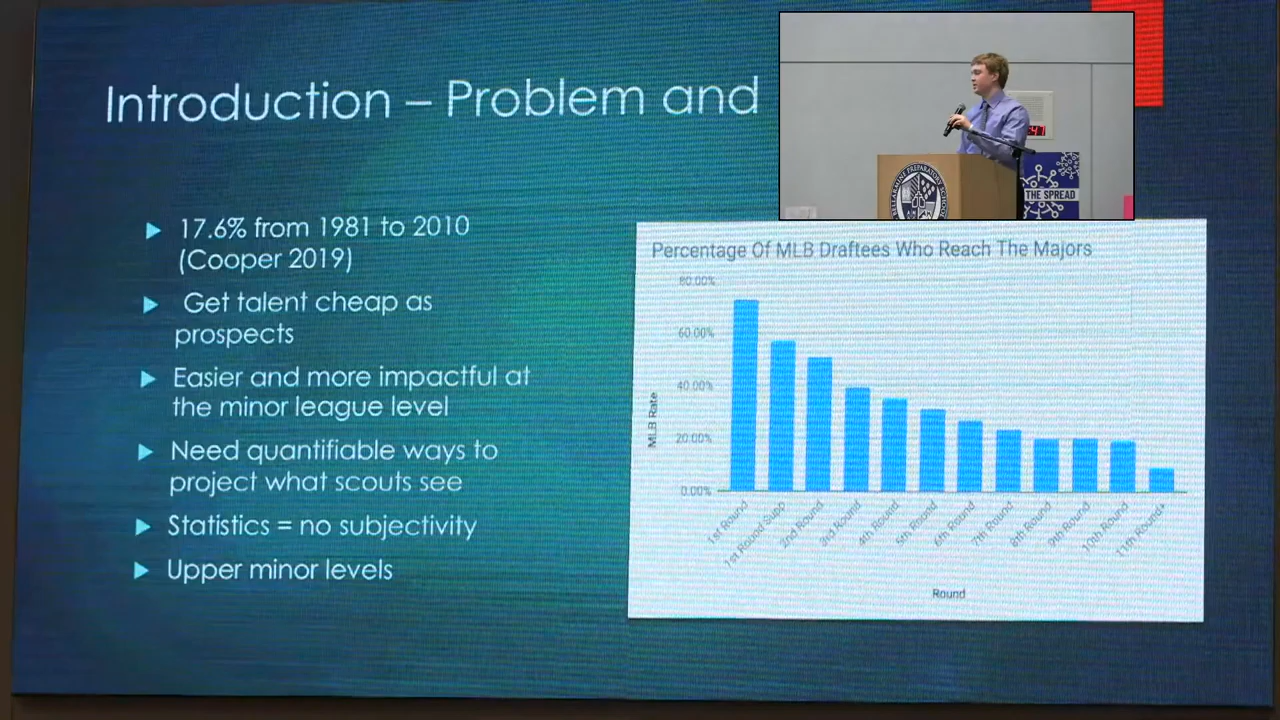 Introduction – Problem and
17.6% from 1981 to 2010
(Cooper 2019)
Get talent cheap as
prospects
Easier and more impactful at
the minor league level
Need quantifiable ways to
project what scouts see
Statistics = no subjectivity
Upper minor levels
THE SPREAD
Percentage Of MLB Draftees Who Reach The Majors
80.00%
60.00%
40.00%
20.00%
0.00%
MLB Rate
1st Round
1st Round Supp
2nd Round
3rd Round
4th Round
5th Round
6th Round
7th Round
8th Round
9th Round
10th Round
11th Round+
Round